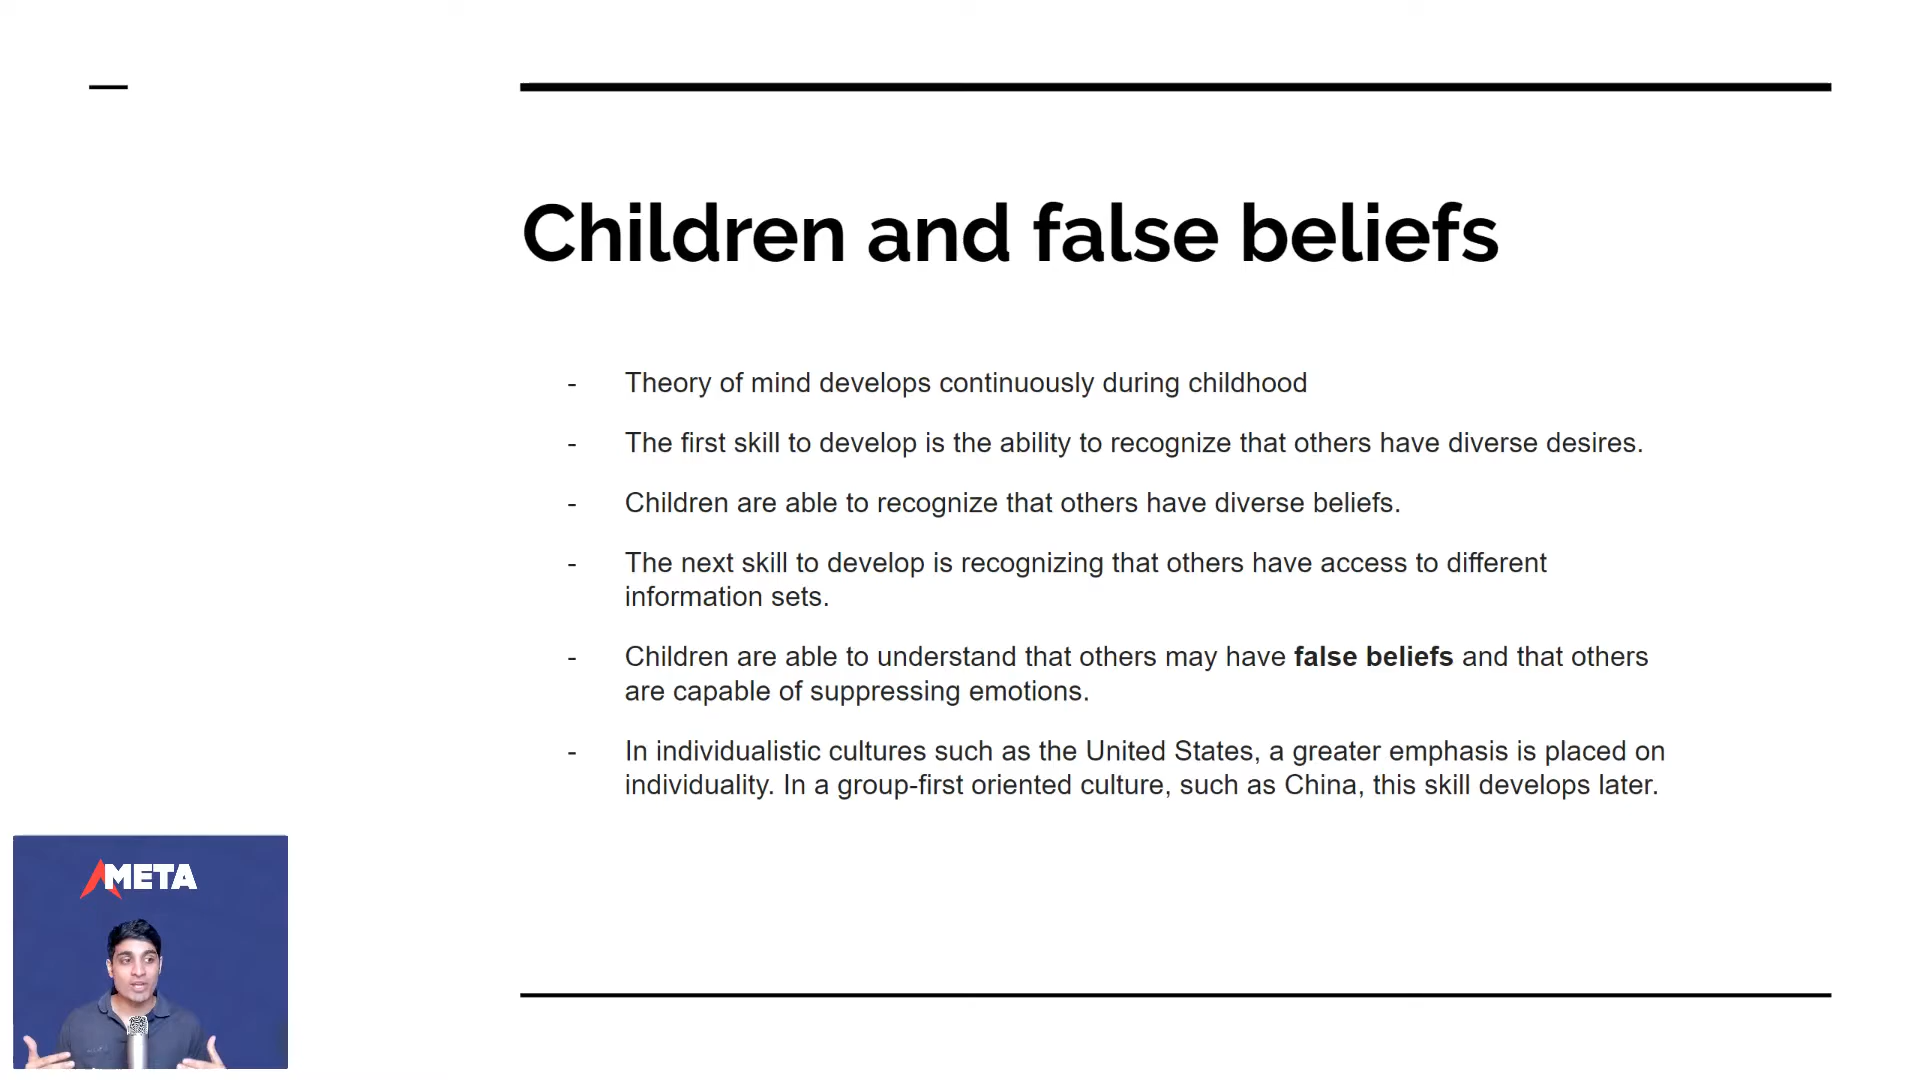 Children and false beliefs
- Theory of mind develops continuously during childhood
- The first skill to develop is the ability to recognize that others have diverse desires.
- Children are able to recognize that others have diverse beliefs.
- The next skill to develop is recognizing that others have access to different
information sets.
- Children are able to understand that others may have false beliefs and that others
are capable of suppressing emotions.
- In individualistic cultures such as the United States, a greater emphasis is placed on
individuality. In a group-first oriented culture, such as China, this skill develops later.
META